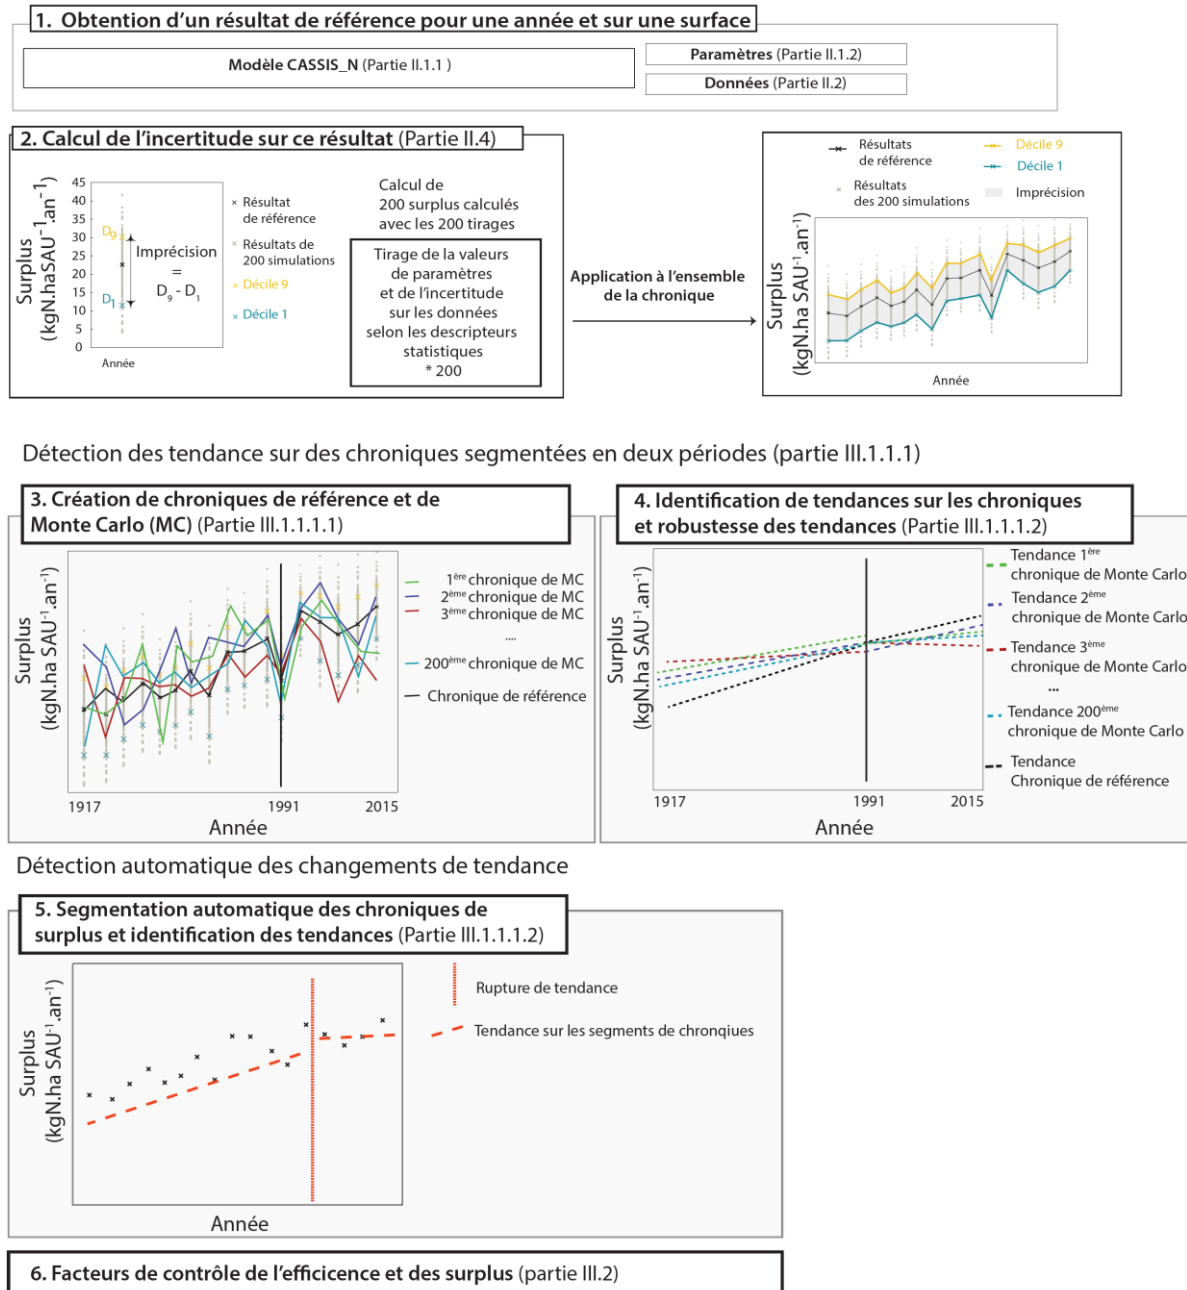 1. Obtention d'un résultat de référence pour une année et sur une surface
Modèle CASSIS_N (Partie II.1.1 )
Paramètres (Partie II.1.2)
Données (Partie II.2)
2. Calcul de l'incertitude sur ce résultat (Partie II.4)
Surplus
(kgN.haSAU⁻¹.an⁻¹)
45
40
35
30
25
20
15
10
5
0
D₉
D₁
Imprécision
=
D₉ - D₁
Année
Résultat
de référence
Résultats de
200 simulations
Décile 9
Décile 1
Calcul de
200 surplus calculés
avec les 200 tirages
Tirage de la valeurs
de paramètres
et de l'incertitude
sur les données
selon les descripteurs
statistiques
* 200
Application à l'ensemble
de la chronique
Résultats
de référence
Résultats
des 200 simulations
Décile 9
Décile 1
Imprécision
Surplus
(kgN.ha SAU⁻¹.an⁻¹)
Année
Détection des tendance sur des chroniques segmentées en deux périodes (partie III.1.1.1)
3. Création de chroniques de référence et de
Monte Carlo (MC) (Partie III.1.1.1.1)
Surplus
(kgN.ha SAU⁻¹.an⁻¹)
1917
1991
2015
Année
1ère chronique de MC
2ème chronique de MC
3ème chronique de MC
....
200ème chronique de MC
Chronique de référence
4. Identification de tendances sur les chroniques
et robustesse des tendances (Partie III.1.1.1.2)
Surplus
(kgN.ha SAU⁻¹.an⁻¹)
1917
1991
2015
Année
Tendance 1ère
chronique de Monte Carlo
Tendance 2ème
chronique de Monte Carlo
Tendance 3ème
chronique de Monte Carlo
...
Tendance 200ème
chronique de Monte Carlo
Tendance
Chronique de référence
Détection automatique des changements de tendance
5. Segmentation automatique des chroniques de
surplus et identification des tendances (Partie III.1.1.1.2)
Surplus
(kgN.ha SAU⁻¹.an⁻¹)
Année
Rupture de tendance
Tendance sur les segments de chronqiues
6. Facteurs de contrôle de l'efficicence et des surplus (partie III.2)